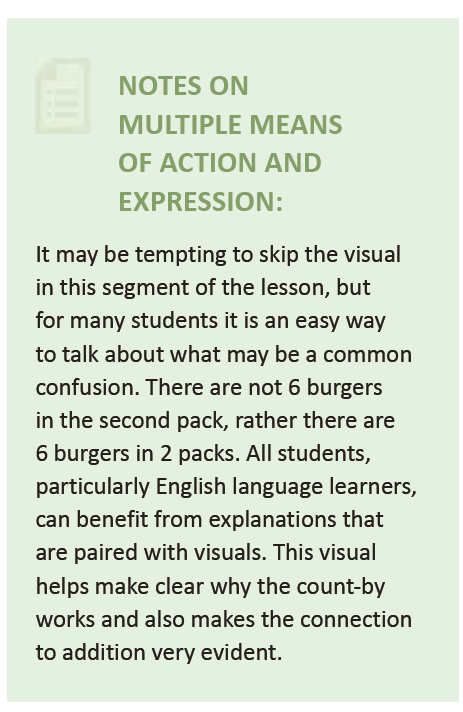 NOTES ON
MULTIPLE MEANS
OF ACTION AND
EXPRESSION:
It may be tempting to skip the visual
in this segment of the lesson, but
for many students it is an easy way
to talk about what may be a common
confusion. There are not 6 burgers
in the second pack, rather there are
6 burgers in 2 packs. All students,
particularly English language learners,
can benefit from explanations that
are paired with visuals. This visual
helps make clear why the count-by
works and also makes the connection
to addition very evident.